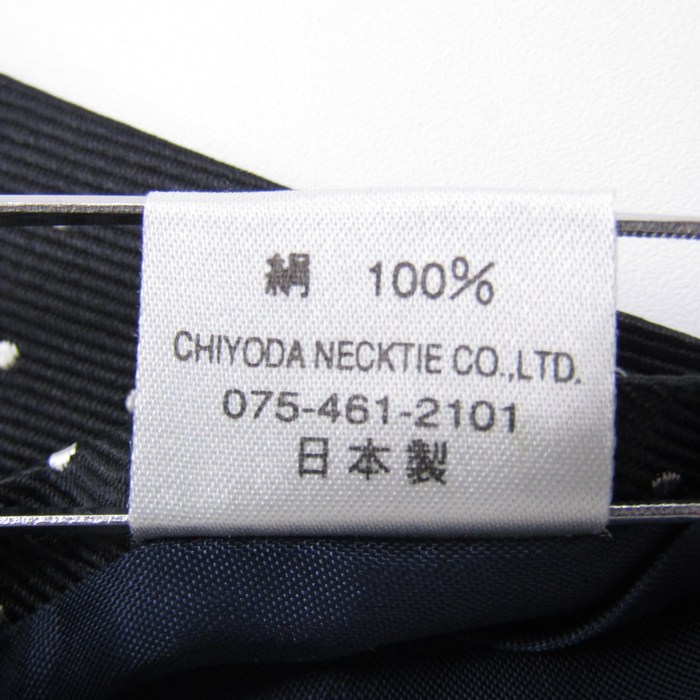 絹 100%
CHIYODA NECKTIE CO.,LTD.
075-461-2101
日本製